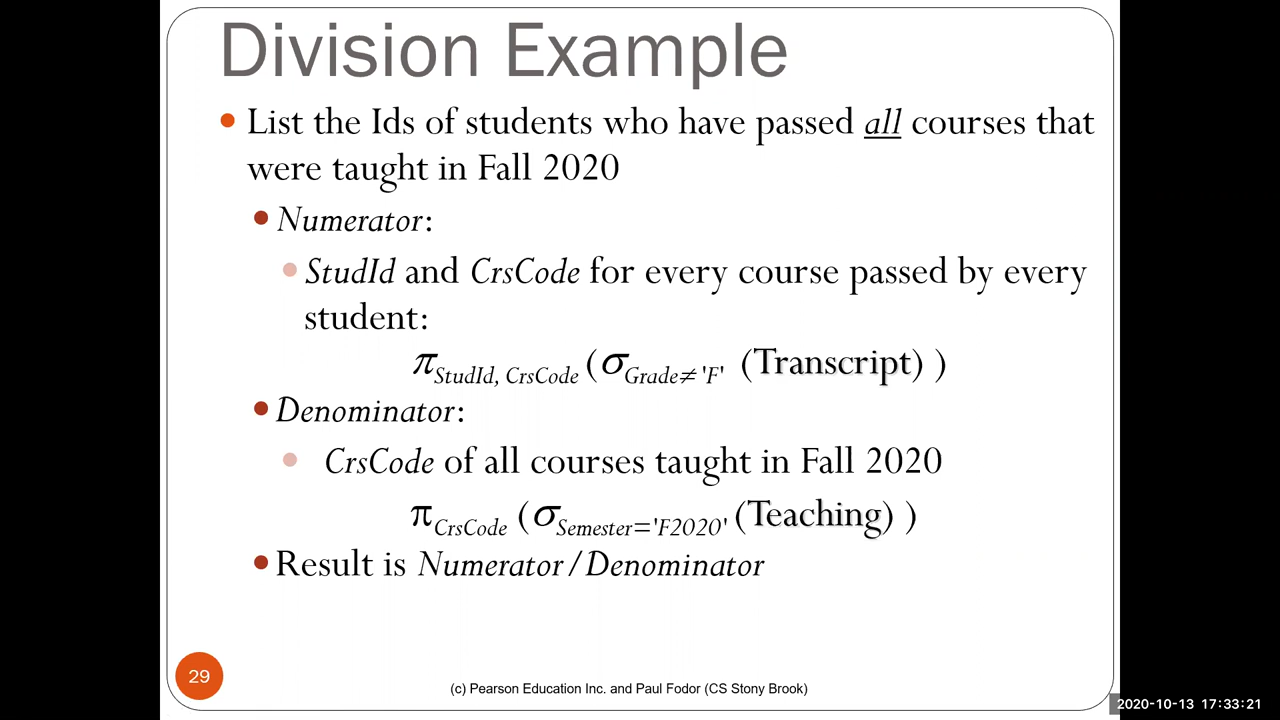 Division Example
• List the Ids of students who have passed all courses that
were taught in Fall 2020
• Numerator:
• StudId and CrsCode for every course passed by every
student:
π StudId, CrsCode (σ Grade≠'F' (Transcript) )
• Denominator:
• CrsCode of all courses taught in Fall 2020
π CrsCode (σ Semester='F2020' (Teaching) )
• Result is Numerator/Denominator
29
(c) Pearson Education Inc. and Paul Fodor (CS Stony Brook)
2020-10-13 17:33:21